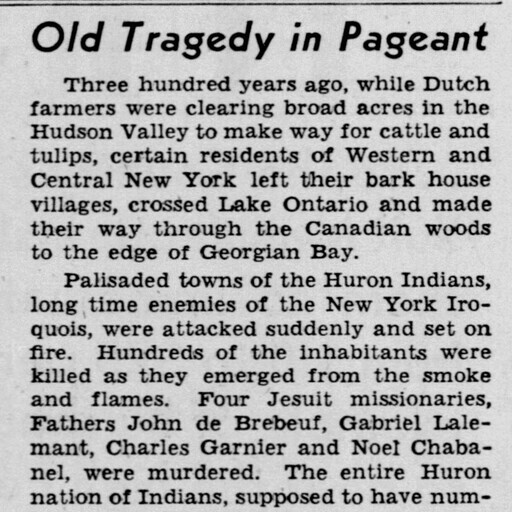 Old Tragedy in Pageant
Three hundred years ago, while Dutch
farmers were clearing broad acres in the
Hudson Valley to make way for cattle and
tulips, certain residents of Western and
Central New York left their bark house
villages, crossed Lake Ontario and made
their way through the Canadian woods
to the edge of Georgian Bay.
Palisaded towns of the Huron Indians,
long time enemies of the New York Iro-
quois, were attacked suddenly and set on
fire. Hundreds of the inhabitants were
killed as they emerged from the smoke
and flames. Four Jesuit missionaries,
Fathers John de Brebeuf, Gabriel Lale-
mant, Charles Garnier and Noel Chaba-
nel, were murdered. The entire Huron
nation of Indians, supposed to have num-